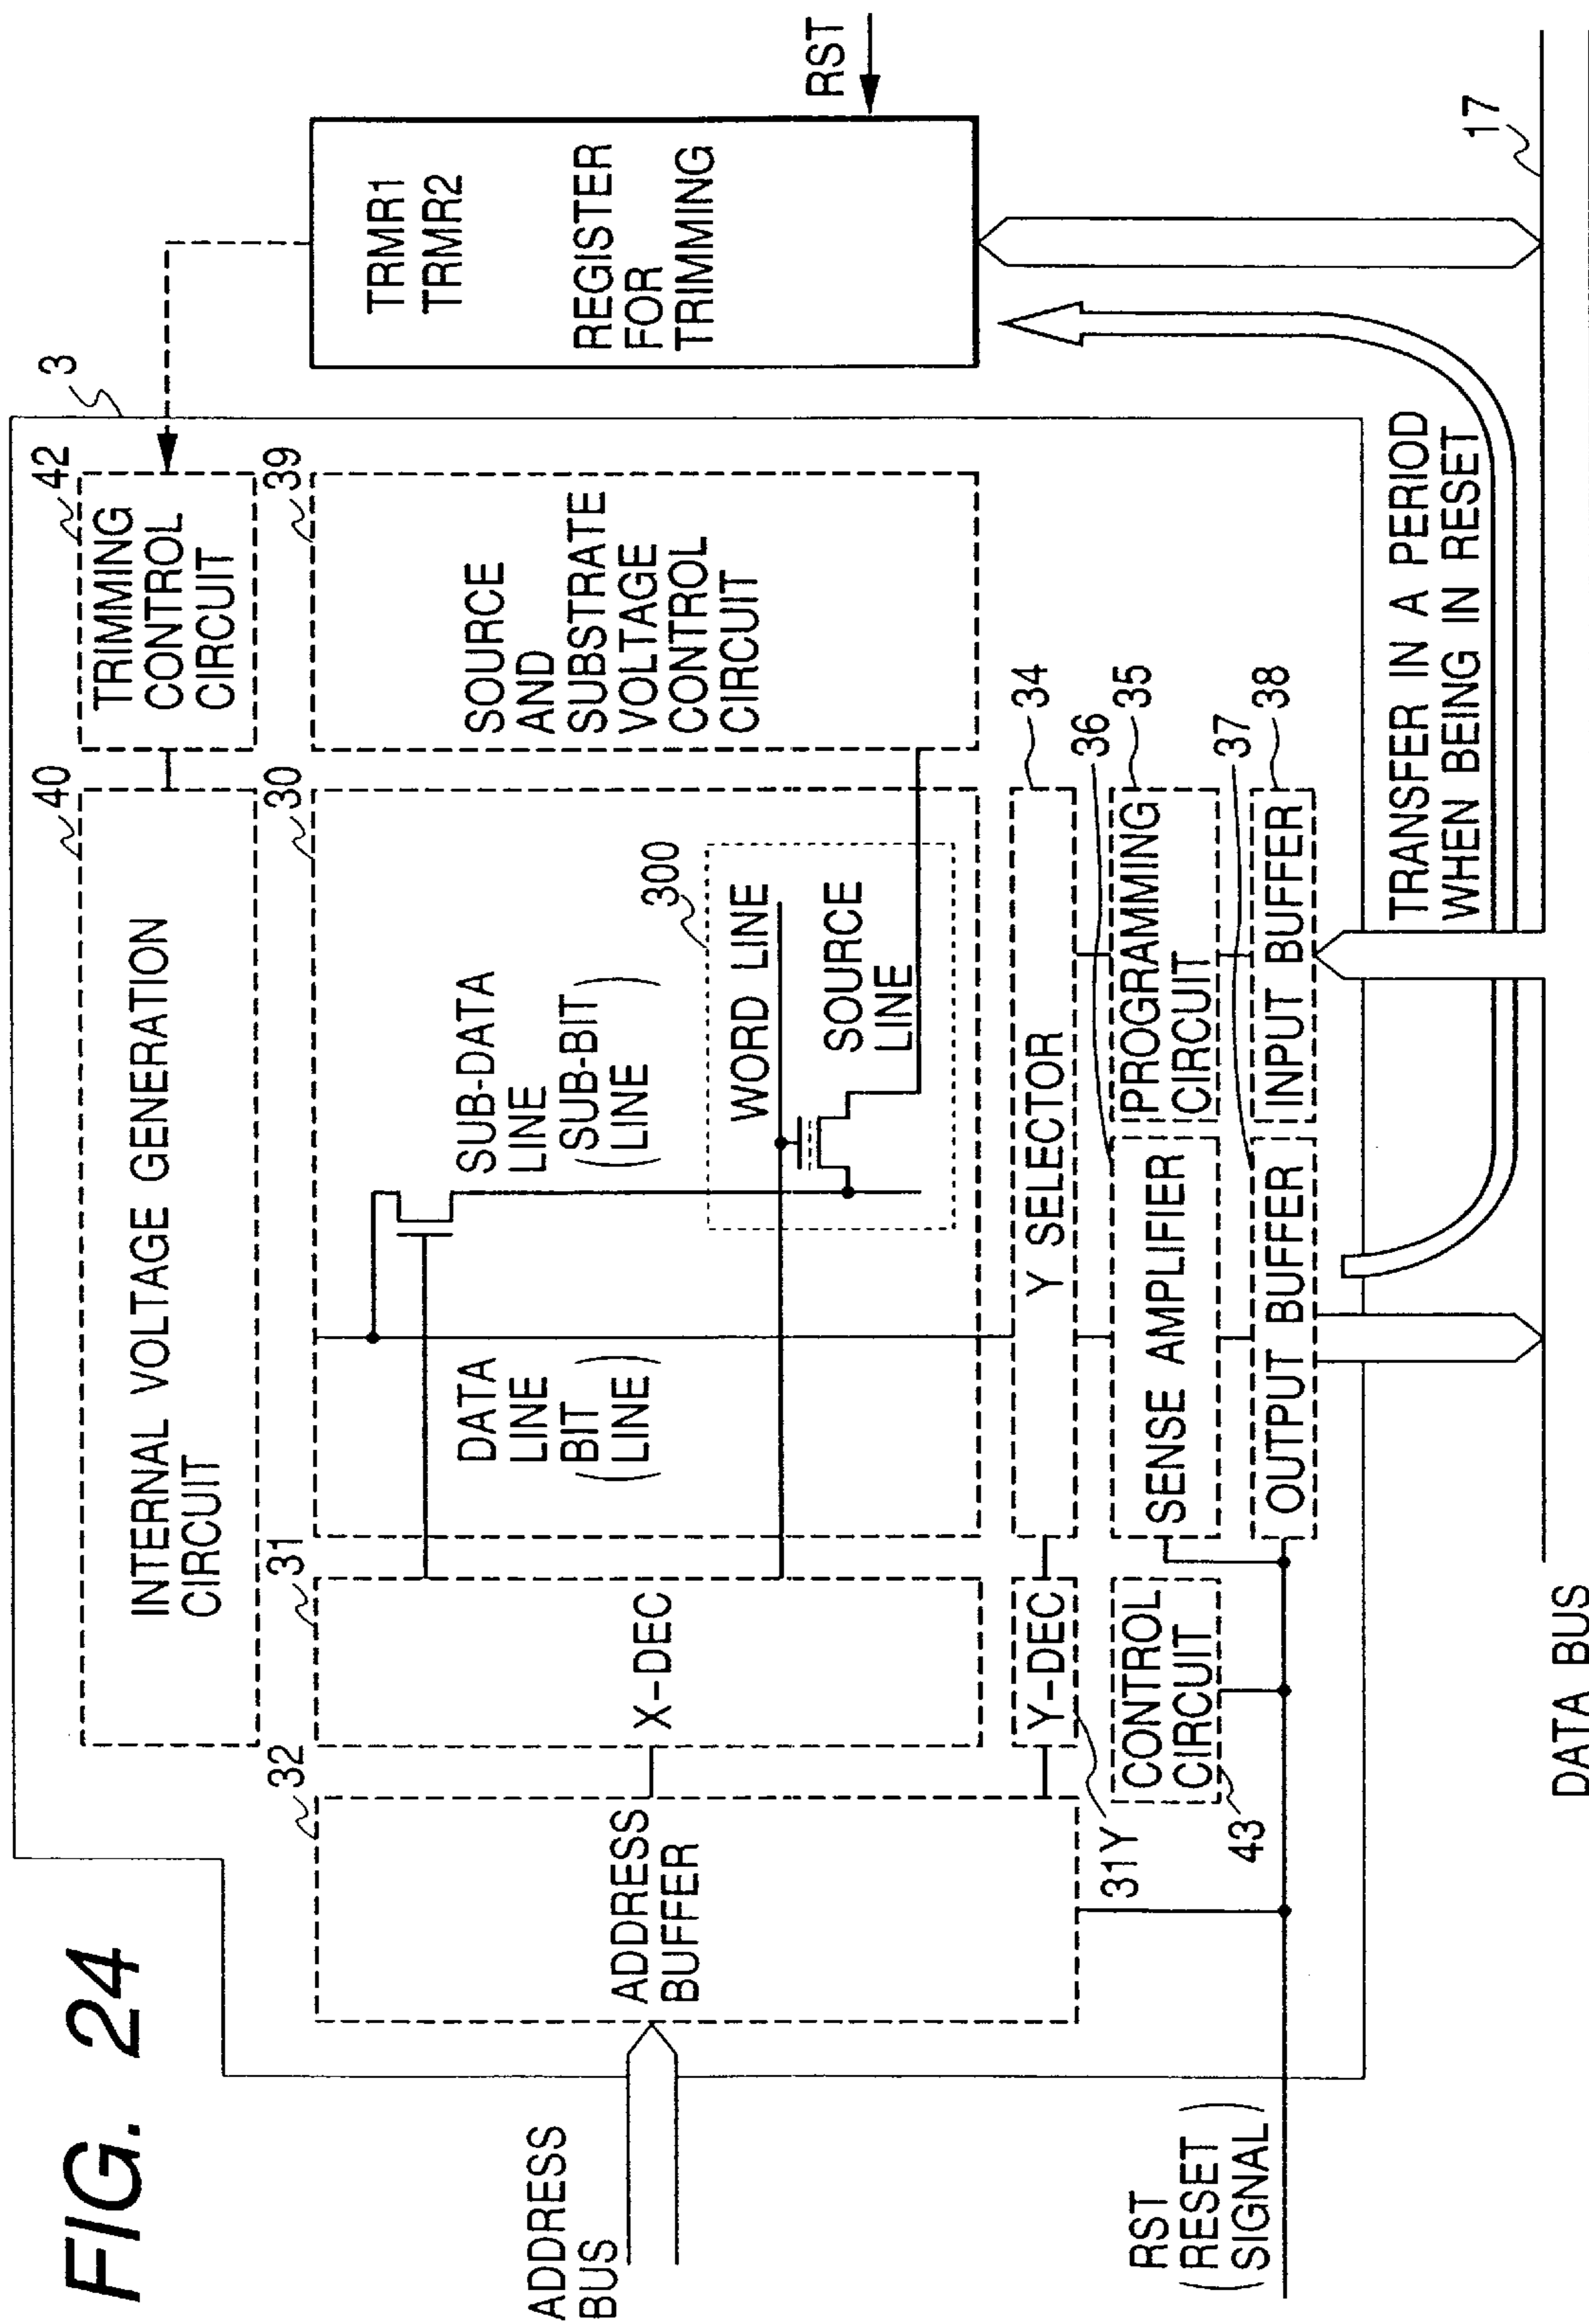 FIG. 24
3
40
INTERNAL VOLTAGE GENERATION
CIRCUIT
42
TRIMMING
CONTROL
CIRCUIT
TRMR1
TRMR2
REGISTER
FOR
TRIMMING
RST
32
ADDRESS
BUFFER
ADDRESS
BUS
31
X-DEC
30
DATA
LINE
(BIT
LINE)
SUB-DATA
LINE
(SUB-BIT
LINE)
300
WORD LINE
SOURCE
LINE
39
SOURCE
AND
SUBSTRATE
VOLTAGE
CONTROL
CIRCUIT
Y-DEC
31Y
Y SELECTOR
34
CONTROL
CIRCUIT
43
SENSE AMPLIFIER
36
PROGRAMMING
CIRCUIT
35
OUTPUT BUFFER
37
INPUT BUFFER
38
RST
(RESET
SIGNAL)
TRANSFER IN A PERIOD
WHEN BEING IN RESET
17
DATA BUS